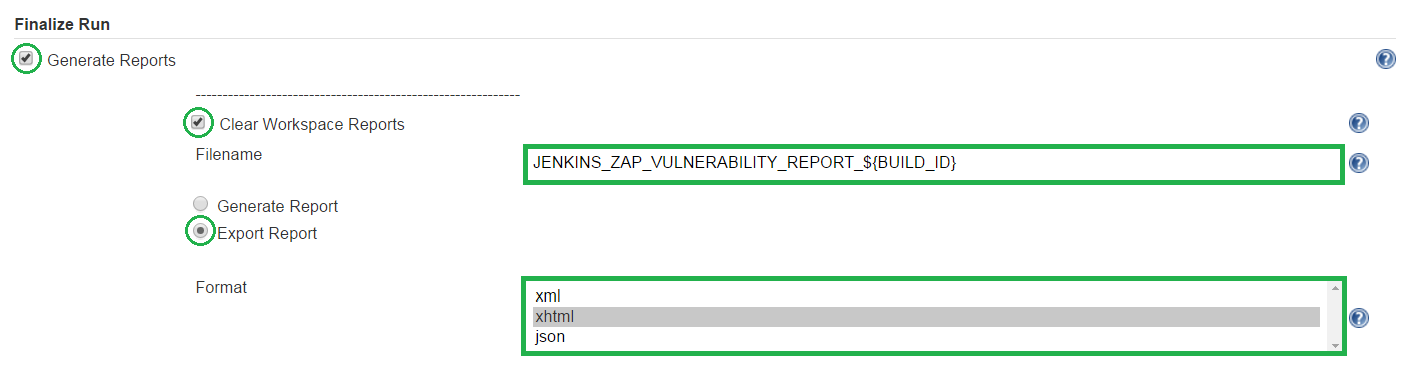 Finalize Run
Generate Reports
?
------------------------------------------------------------
Clear Workspace Reports
?
Filename
JENKINS_ZAP_VULNERABILITY_REPORT_${BUILD_ID}
?
Generate Report
Export Report
Format
xml
xhtml
json
?